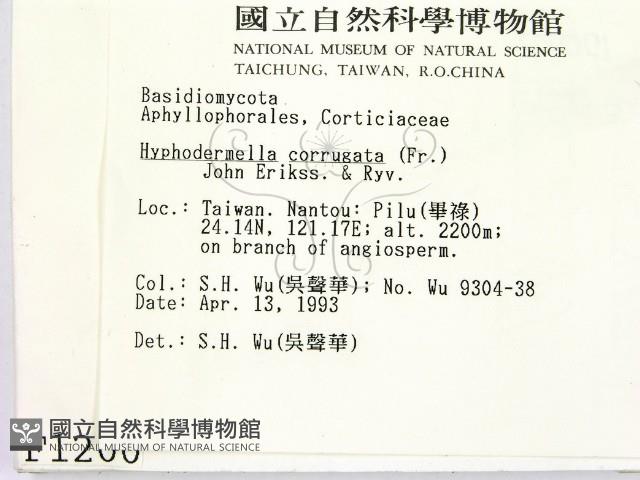 國立自然科學博物館
NATIONAL MUSEUM OF NATURAL SCIENCE
TAICHUNG, TAIWAN, R.O.CHINA
Basidiomycota
Aphyllophorales, Corticiaceae
Hyphodermella corrugata (Fr.)
John Erikss. & Ryv.
Loc.: Taiwan. Nantou: Pilu(畢祿)
24.14N, 121.17E; alt. 2200m;
on branch of angiosperm.
Col.: S.H. Wu(吳聲華); No. Wu 9304-38
Date: Apr. 13, 1993
Det.: S.H. Wu(吳聲華)
國立自然科學博物館
NATIONAL MUSEUM OF NATURAL SCIENCE